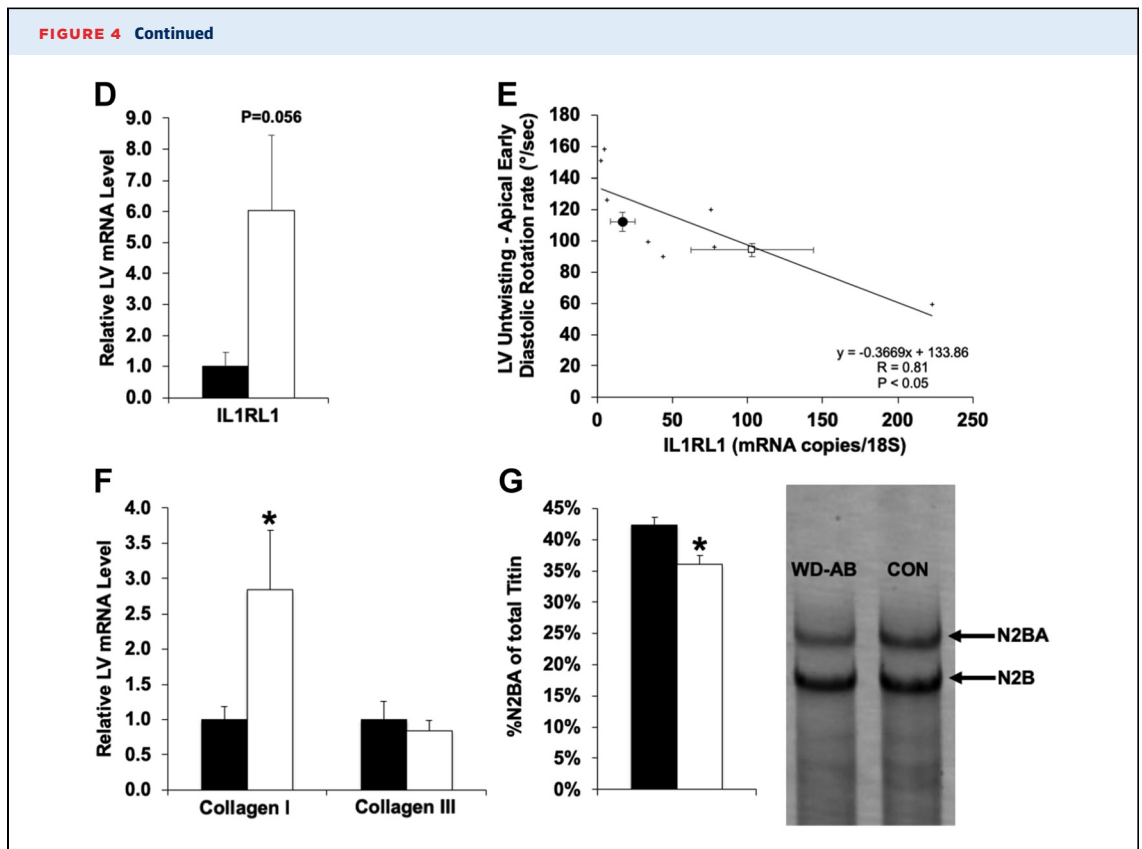 FIGURE 4 Continued
D
Relative LV mRNA Level
9.0
8.0
7.0
6.0
5.0
4.0
3.0
2.0
1.0
0.0
P=0.056
IL1RL1
E
LV Untwisting - Apical Early
Diastolic Rotation rate (°/sec)
180
160
140
120
100
80
60
40
20
0
y = -0.3669x + 133.86
R = 0.81
P < 0.05
0 50 100 150 200 250
IL1RL1 (mRNA copies/18S)
F
Relative LV mRNA Level
4.0
3.5
3.0
2.5
2.0
1.5
1.0
0.5
0.0
*
Collagen I Collagen III
G
%N2BA of total Titin
45%
40%
35%
30%
25%
20%
15%
10%
5%
0%
*
WD-AB CON
N2BA
N2B